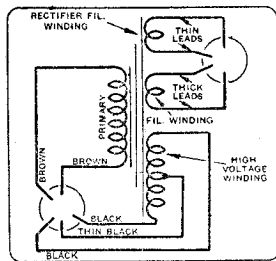 RECTIFIER FIL.
WINDING
THIN
LEADS
THICK
LEADS
FIL. WINDING
PRIMARY
BROWN
BROWN
HIGH
VOLTAGE
WINDING
BLACK
THIN BLACK
BLACK